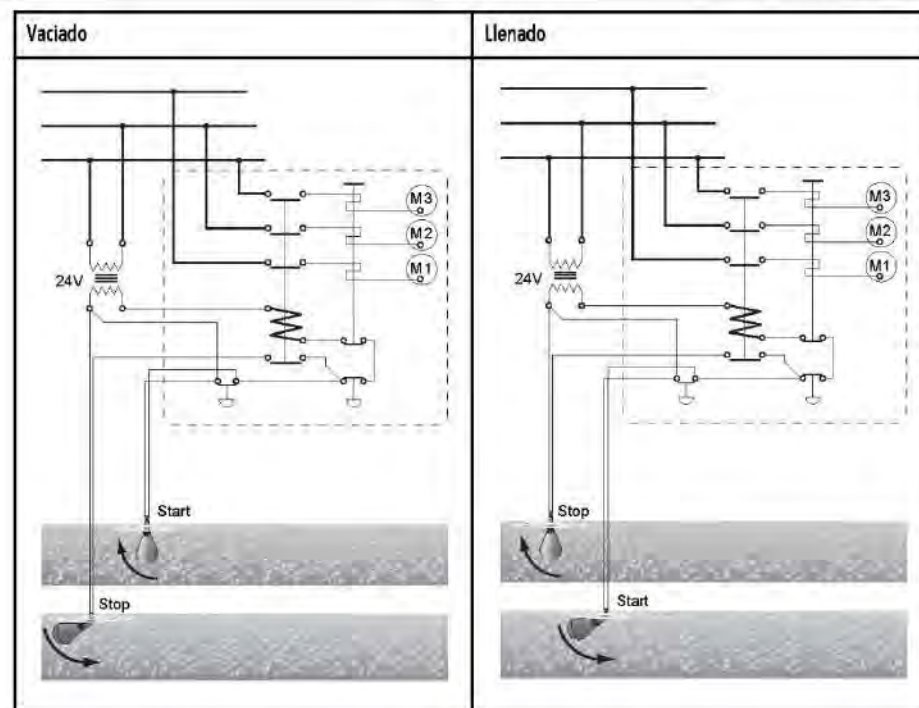 Vaciado
M3
M2
M1
24V
Start
Stop
Llenado
M3
M2
M1
24V
Stop
Start